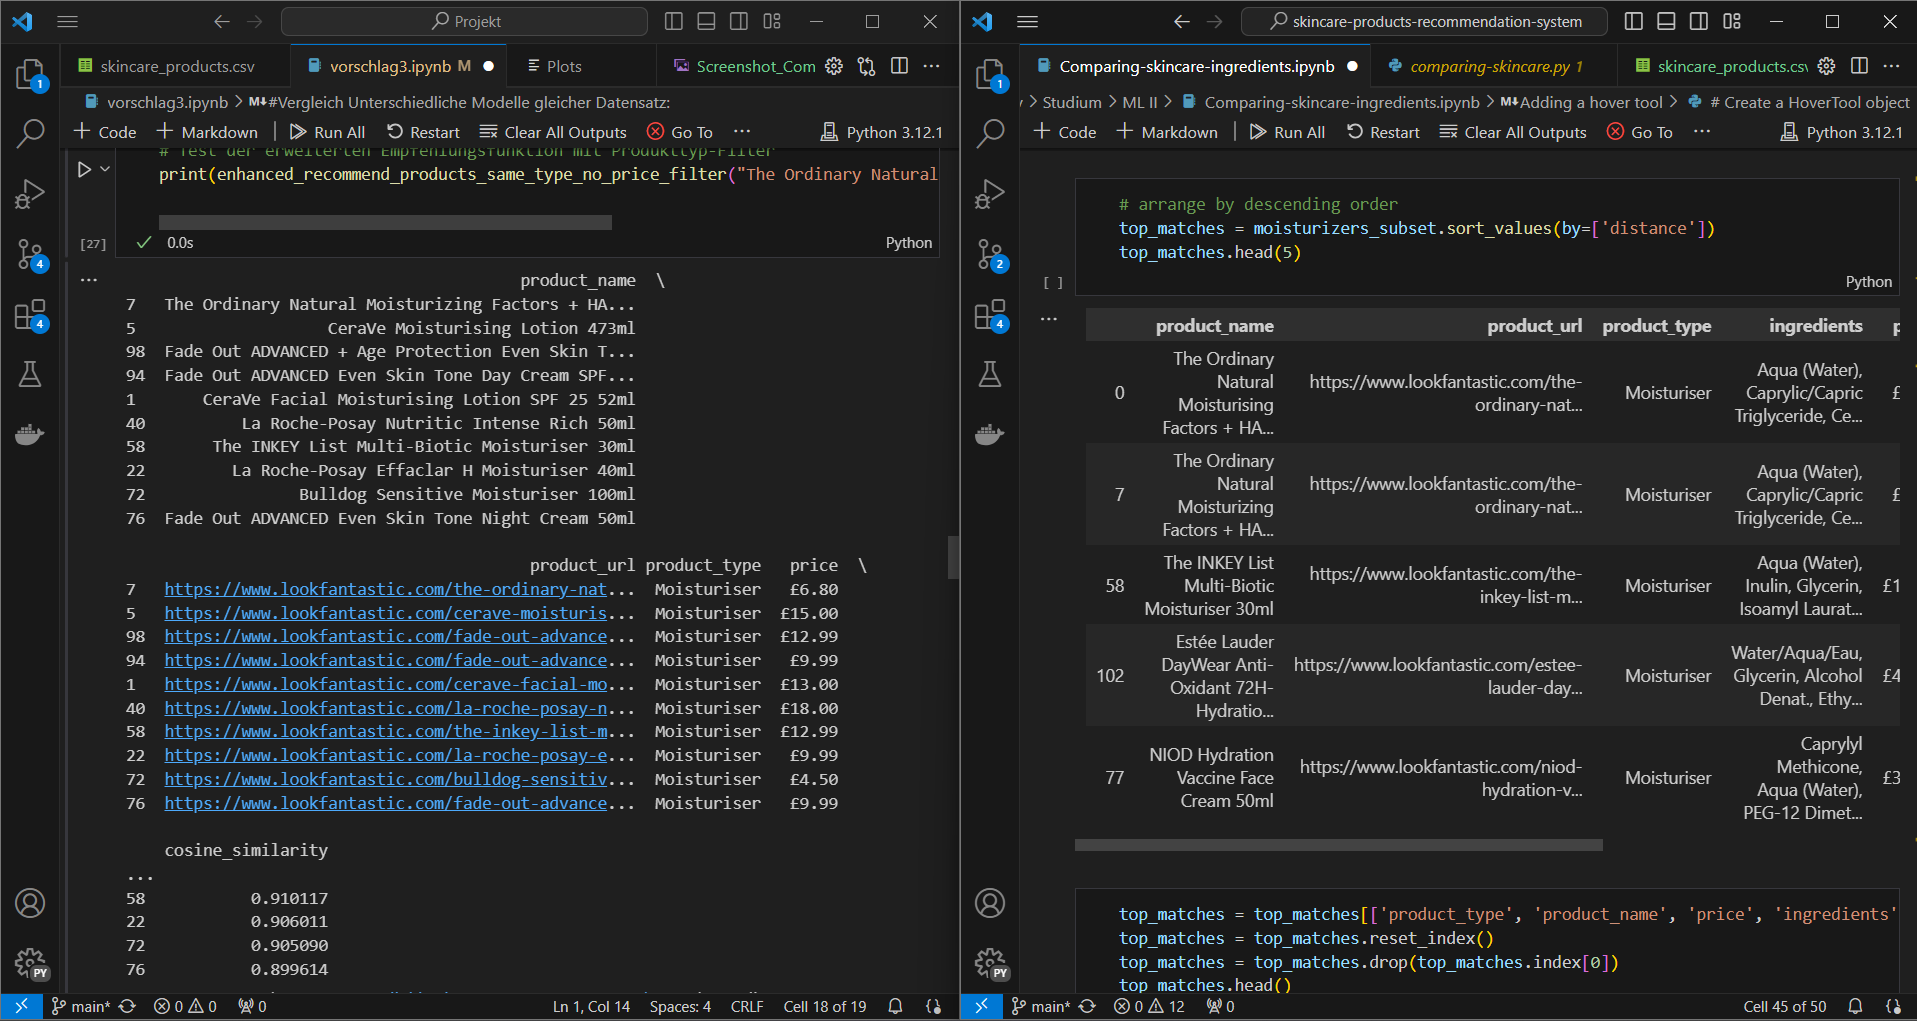 Projekt
skincare_products.csv
vorschlag3.ipynb M
Plots
Screenshot_Com
vorschlag3.ipynb > M↓#Vergleich Unterschiedliche Modelle gleicher Datensatz:
+ Code + Markdown | Run All Restart Clear All Outputs Go To ... Python 3.12.1
# Test der erweiterten Empfehlungsfunktion mit Produkttyp-Filter
print(enhanced_recommend_products_same_type_no_price_filter("The Ordinary Natural
[27] ✓ 0.0s Python
... product_name \
7 The Ordinary Natural Moisturizing Factors + HA...
5 CeraVe Moisturising Lotion 473ml
98 Fade Out ADVANCED + Age Protection Even Skin T...
94 Fade Out ADVANCED Even Skin Tone Day Cream SPF...
1 CeraVe Facial Moisturising Lotion SPF 25 52ml
40 La Roche-Posay Nutritic Intense Rich 50ml
58 The INKEY List Multi-Biotic Moisturiser 30ml
22 La Roche-Posay Effaclar H Moisturiser 40ml
72 Bulldog Sensitive Moisturiser 100ml
76 Fade Out ADVANCED Even Skin Tone Night Cream 50ml
product_url product_type price \
7 https://www.lookfantastic.com/the-ordinary-nat... Moisturiser £6.80
5 https://www.lookfantastic.com/cerave-moisturis... Moisturiser £15.00
98 https://www.lookfantastic.com/fade-out-advance... Moisturiser £12.99
94 https://www.lookfantastic.com/fade-out-advance... Moisturiser £9.99
1 https://www.lookfantastic.com/cerave-facial-mo... Moisturiser £13.00
40 https://www.lookfantastic.com/la-roche-posay-n... Moisturiser £18.00
58 https://www.lookfantastic.com/the-inkey-list-m... Moisturiser £12.99
22 https://www.lookfantastic.com/la-roche-posay-e... Moisturiser £9.99
72 https://www.lookfantastic.com/bulldog-sensitiv... Moisturiser £4.50
76 https://www.lookfantastic.com/fade-out-advance... Moisturiser £9.99
cosine_similarity
...
58 0.910117
22 0.906011
72 0.905090
76 0.899614
1
4
4
PY
main* 0 0 0 Ln 1, Col 14 Spaces: 4 CRLF Cell 18 of 19
skincare-products-recommendation-system
Comparing-skincare-ingredients.ipynb
comparing-skincare.py 1
skincare_products.csv
> Studium > ML II > Comparing-skincare-ingredients.ipynb > M↓Adding a hover tool > # Create a HoverTool object
+ Code + Markdown | Run All Restart Clear All Outputs Go To ... Python 3.12.1
# arrange by descending order
top_matches = moisturizers_subset.sort_values(by=['distance'])
top_matches.head(5)
[ ] Python
...
product_name product_url product_type ingredients p
The Ordinary
Natural
Moisturising
Factors + HA...
0 https://www.lookfantastic.com/the-
ordinary-nat...
Moisturiser
Aqua (Water),
Caprylic/Capric
Triglyceride, Ce...
£
The Ordinary
Natural
Moisturizing
Factors + HA...
7 https://www.lookfantastic.com/the-
ordinary-nat...
Moisturiser
Aqua (Water),
Caprylic/Capric
Triglyceride, Ce...
£
The INKEY List
Multi-Biotic
Moisturiser 30ml
58 https://www.lookfantastic.com/the-
inkey-list-m...
Moisturiser
Aqua (Water),
Inulin, Glycerin,
Isoamyl Laurat...
£1
Estée Lauder
DayWear Anti-
Oxidant 72H-
Hydratio...
102 https://www.lookfantastic.com/estee-
lauder-day...
Moisturiser
Water/Aqua/Eau,
Glycerin, Alcohol
Denat., Ethy...
£4
NIOD Hydration
Vaccine Face
Cream 50ml
77 https://www.lookfantastic.com/niod-
hydration-v...
Moisturiser
Caprylyl
Methicone,
Aqua (Water),
PEG-12 Dimet...
£3
top_matches = top_matches[['product_type', 'product_name', 'price', 'ingredients'
top_matches = top_matches.reset_index()
top_matches = top_matches.drop(top_matches.index[0])
top_matches.head()
1
2
4
PY
main* 0 12 0 Cell 45 of 50